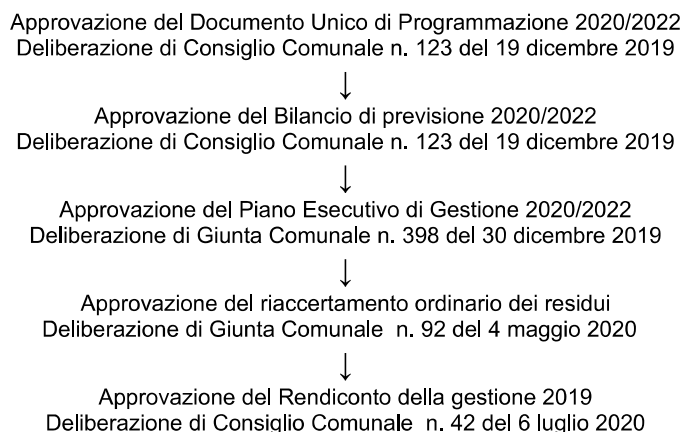 Approvazione del Documento Unico di Programmazione 2020/2022
Deliberazione di Consiglio Comunale n. 123 del 19 dicembre 2019
↓
Approvazione del Bilancio di previsione 2020/2022
Deliberazione di Consiglio Comunale n. 123 del 19 dicembre 2019
↓
Approvazione del Piano Esecutivo di Gestione 2020/2022
Deliberazione di Giunta Comunale n. 398 del 30 dicembre 2019
↓
Approvazione del riaccertamento ordinario dei residui
Deliberazione di Giunta Comunale n. 92 del 4 maggio 2020
↓
Approvazione del Rendiconto della gestione 2019
Deliberazione di Consiglio Comunale n. 42 del 6 luglio 2020